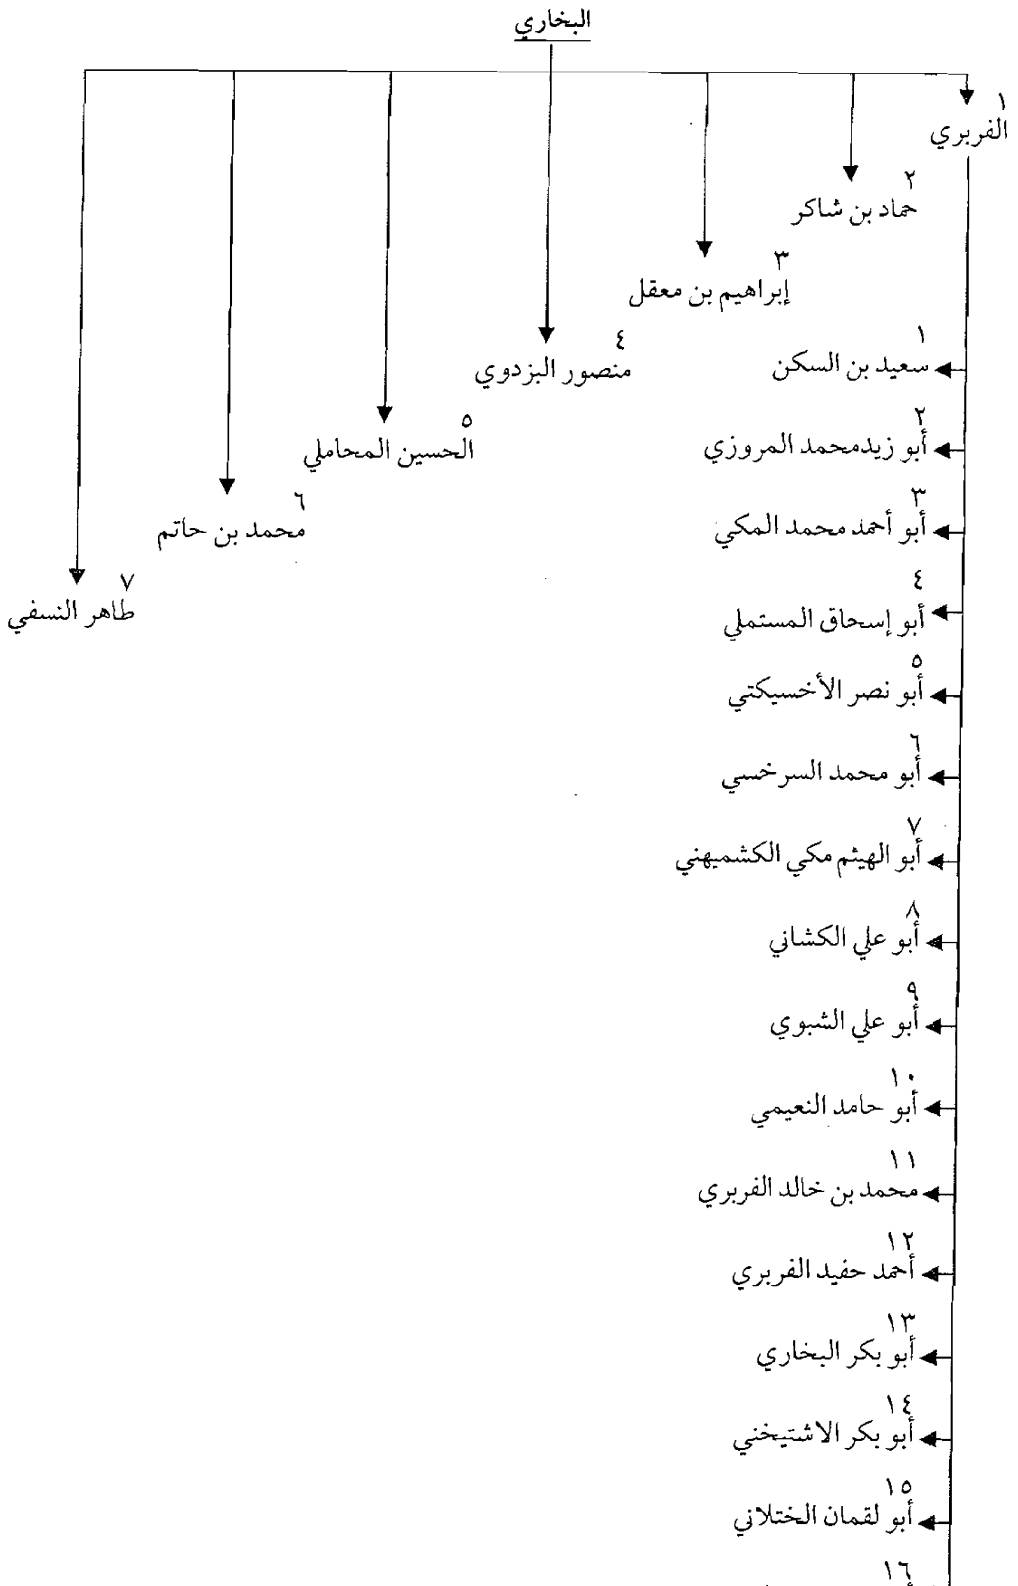 البخاري
١
الفربري
٢
حماد بن شاكر
٣
إبراهيم بن معقل
٤
منصور البزدوي
٥
الحسين المحاملي
٦
محمد بن حاتم
٧
طاهر النسفي
١
سعيد بن السكن
٢
أبو زيدمحمد المروزي
٣
أبو أحمد محمد المكي
٤
أبو إسحاق المستملي
٥
أبو نصر الأخسيكتي
٦
أبو محمد السرخسي
٧
أبو الهيثم مكي الكشميهني
٨
أبو علي الكشاني
٩
أبو علي الشبوي
١٠
أبو حامد النعيمي
١١
محمد بن خالد الفربري
١٢
أحمد حفيد الفربري
١٣
أبو بكر البخاري
١٤
أبو بكر الاشتيخني
١٥
أبو لقمان الختلاني
١٦